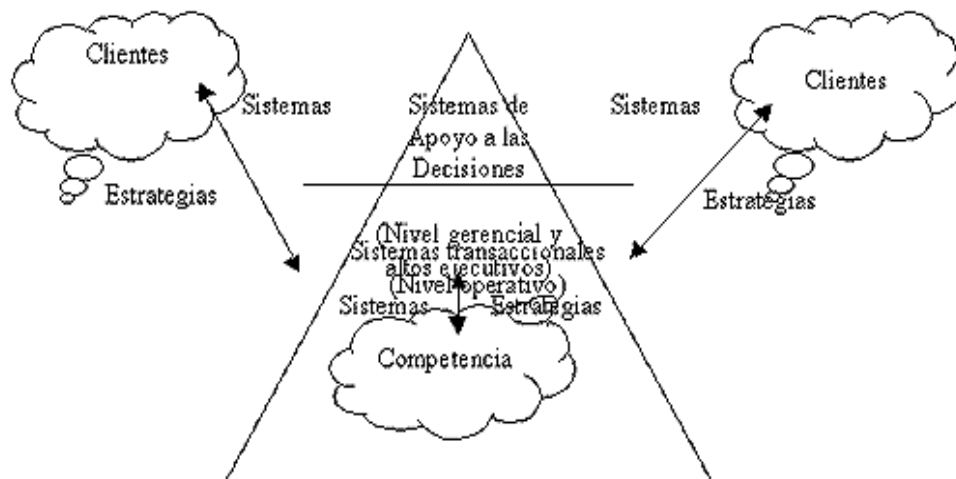 Clientes
Clientes
Sistemas
Sistemas de
Sistemas
Apoyo a las
Decisiones
Estrategias
Estrategias
(Nivel gerencial y
Sistemas transaccionales
altos ejecutivos)
(Nivel operativo)
Sistemas
Estrategias
Competencia